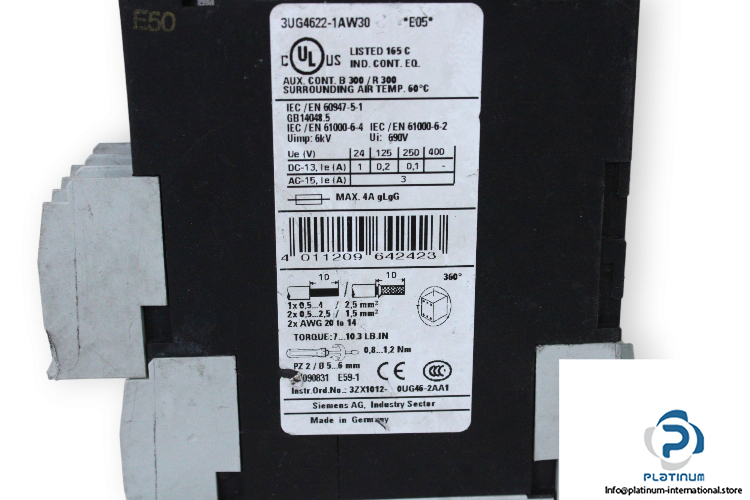 E50
3UG4622-1AW30 *E05*
C UL US LISTED 165 C
IND. CONT. EQ.
AUX. CONT. B 300 / R 300
SURROUNDING AIR TEMP. 60°C
IEC / EN 60947-5-1
GB14048.5
IEC / EN 61000-6-4 IEC / EN 61000-6-2
Uimp: 6kV Ui: 690V
Ue (V) 24 125 250 400
DC-13, Ie (A) 1 0,2 0,1 -
AC-15, Ie (A) 3
MAX. 4A gLgG
4 011209 642423
10 / 10 360°
1x 0,5...4 / 2,5 mm²
2x 0,5...2,5 / 1,5 mm²
2x AWG 20 to 14
TORQUE: 7...10.3 LB.IN
0,8...1,2 Nm
PZ 2 / Ø 5...6 mm
090831 E59-1 CE CCC
Instr.Ord.No.: 3ZX1012- 0UG46-2AA1
Siemens AG, Industry Sector
Made in Germany
PLATINUM
INTERNATIONAL
Info@platinum-international.store